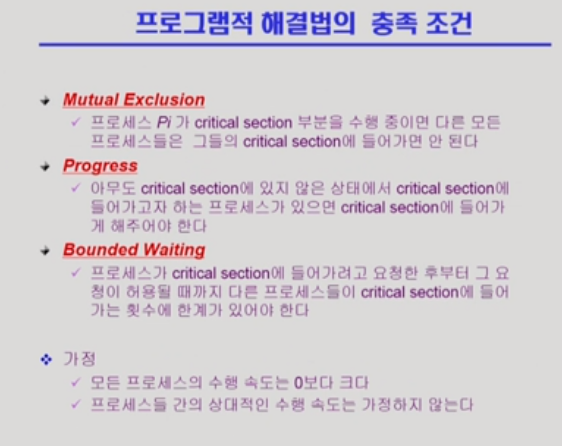 프로그램적 해결법의 충족 조건
Mutual Exclusion
프로세스 Pi 가 critical section 부분을 수행 중이면 다른 모든
프로세스들은 그들의 critical section에 들어가면 안 된다
Progress
아무도 critical section에 있지 않은 상태에서 critical section에
들어가고자 하는 프로세스가 있으면 critical section에 들어가
게 해주어야 한다
Bounded Waiting
프로세스가 critical section에 들어가려고 요청한 후부터 그 요
청이 허용될 때까지 다른 프로세스들이 critical section에 들어
가는 횟수에 한계가 있어야 한다
가정
모든 프로세스의 수행 속도는 0보다 크다
프로세스들 간의 상대적인 수행 속도는 가정하지 않는다